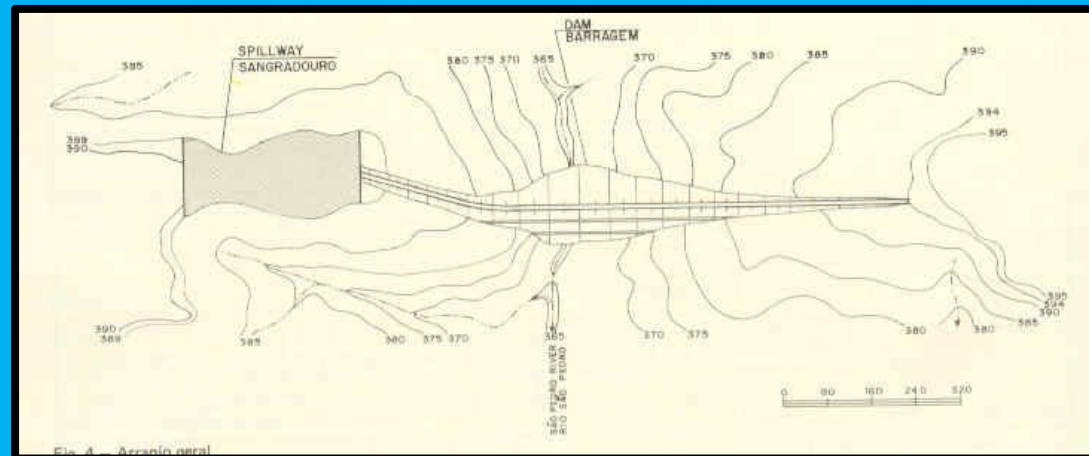 DAM
BARRAGEM
SPILLWAY
SANGRADOURO
385
380 375 370 365 370 375 380 385 390
389
390
394
395
390
389
385
380 375 370
365
370 375
380
380
385
390
394
395
SÃO PEDRO RIVER
RIO SÃO PEDRO
0 80 160 240 320
Fig. 4 — Arranjo geral